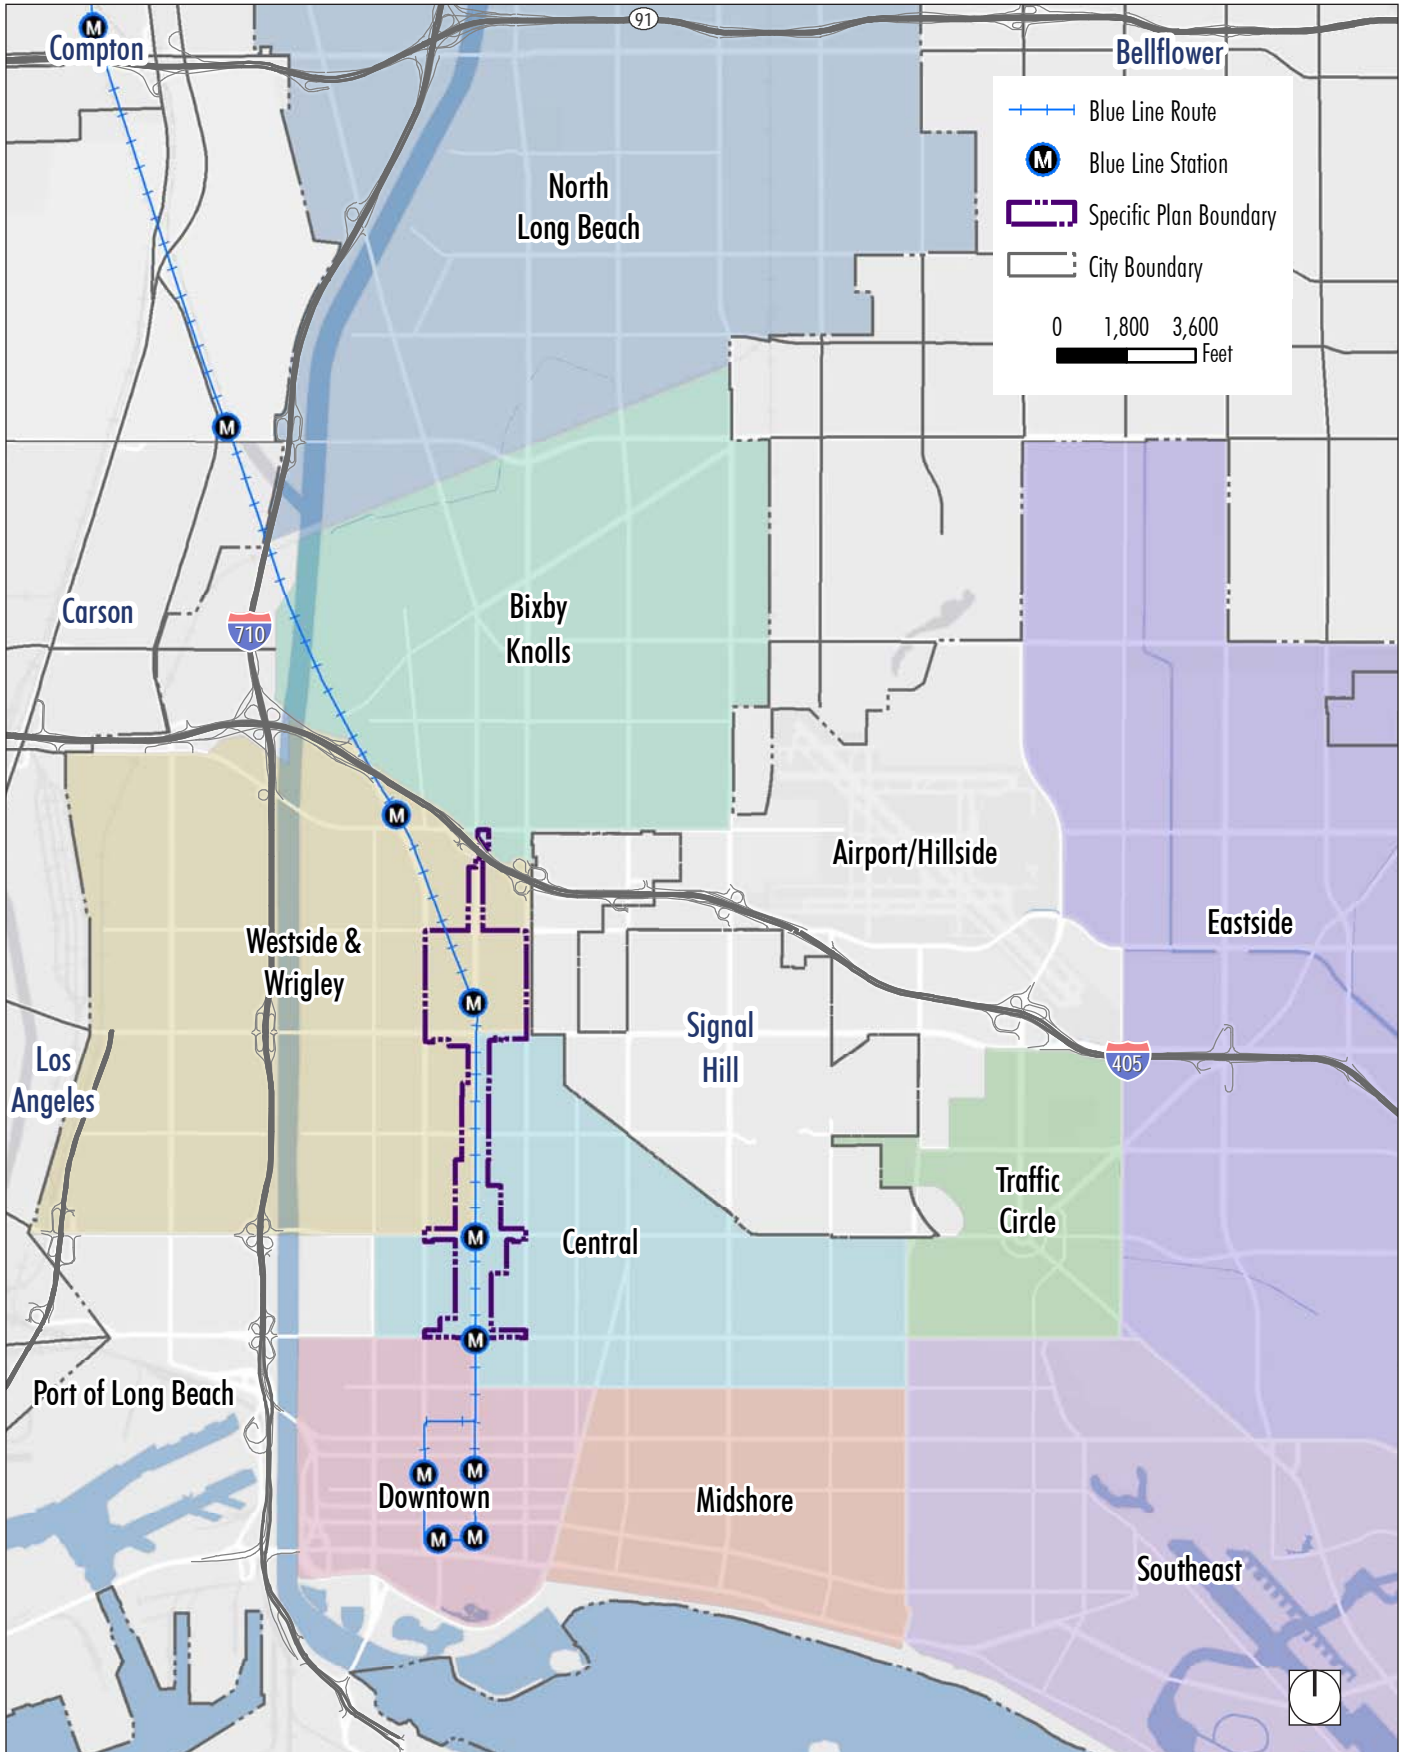 91
M
Compton
Bellflower
Blue Line Route
M
Blue Line Station
Specific Plan Boundary
City Boundary
0 1,800 3,600
Feet
North
Long Beach
M
Carson
710
Bixby
Knolls
M
Airport/Hillside
Eastside
Westside &
Wrigley
M
Signal
Hill
Los
Angeles
405
Traffic
Circle
M
Central
M
Port of Long Beach
M
M
Downtown
Midshore
M
M
Southeast